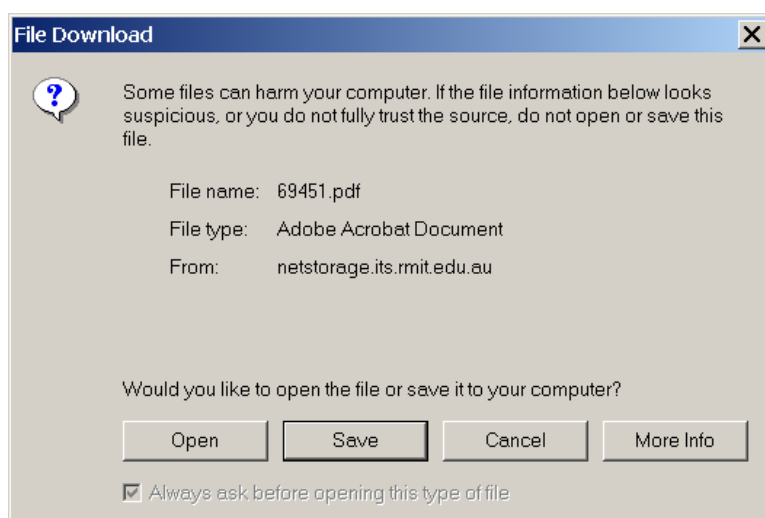 File Download
Some files can harm your computer. If the file information below looks
suspicious, or you do not fully trust the source, do not open or save this
file.
File name: 69451.pdf
File type: Adobe Acrobat Document
From: netstorage.its.rmit.edu.au
Would you like to open the file or save it to your computer?
Open Save Cancel More Info
Always ask before opening this type of file